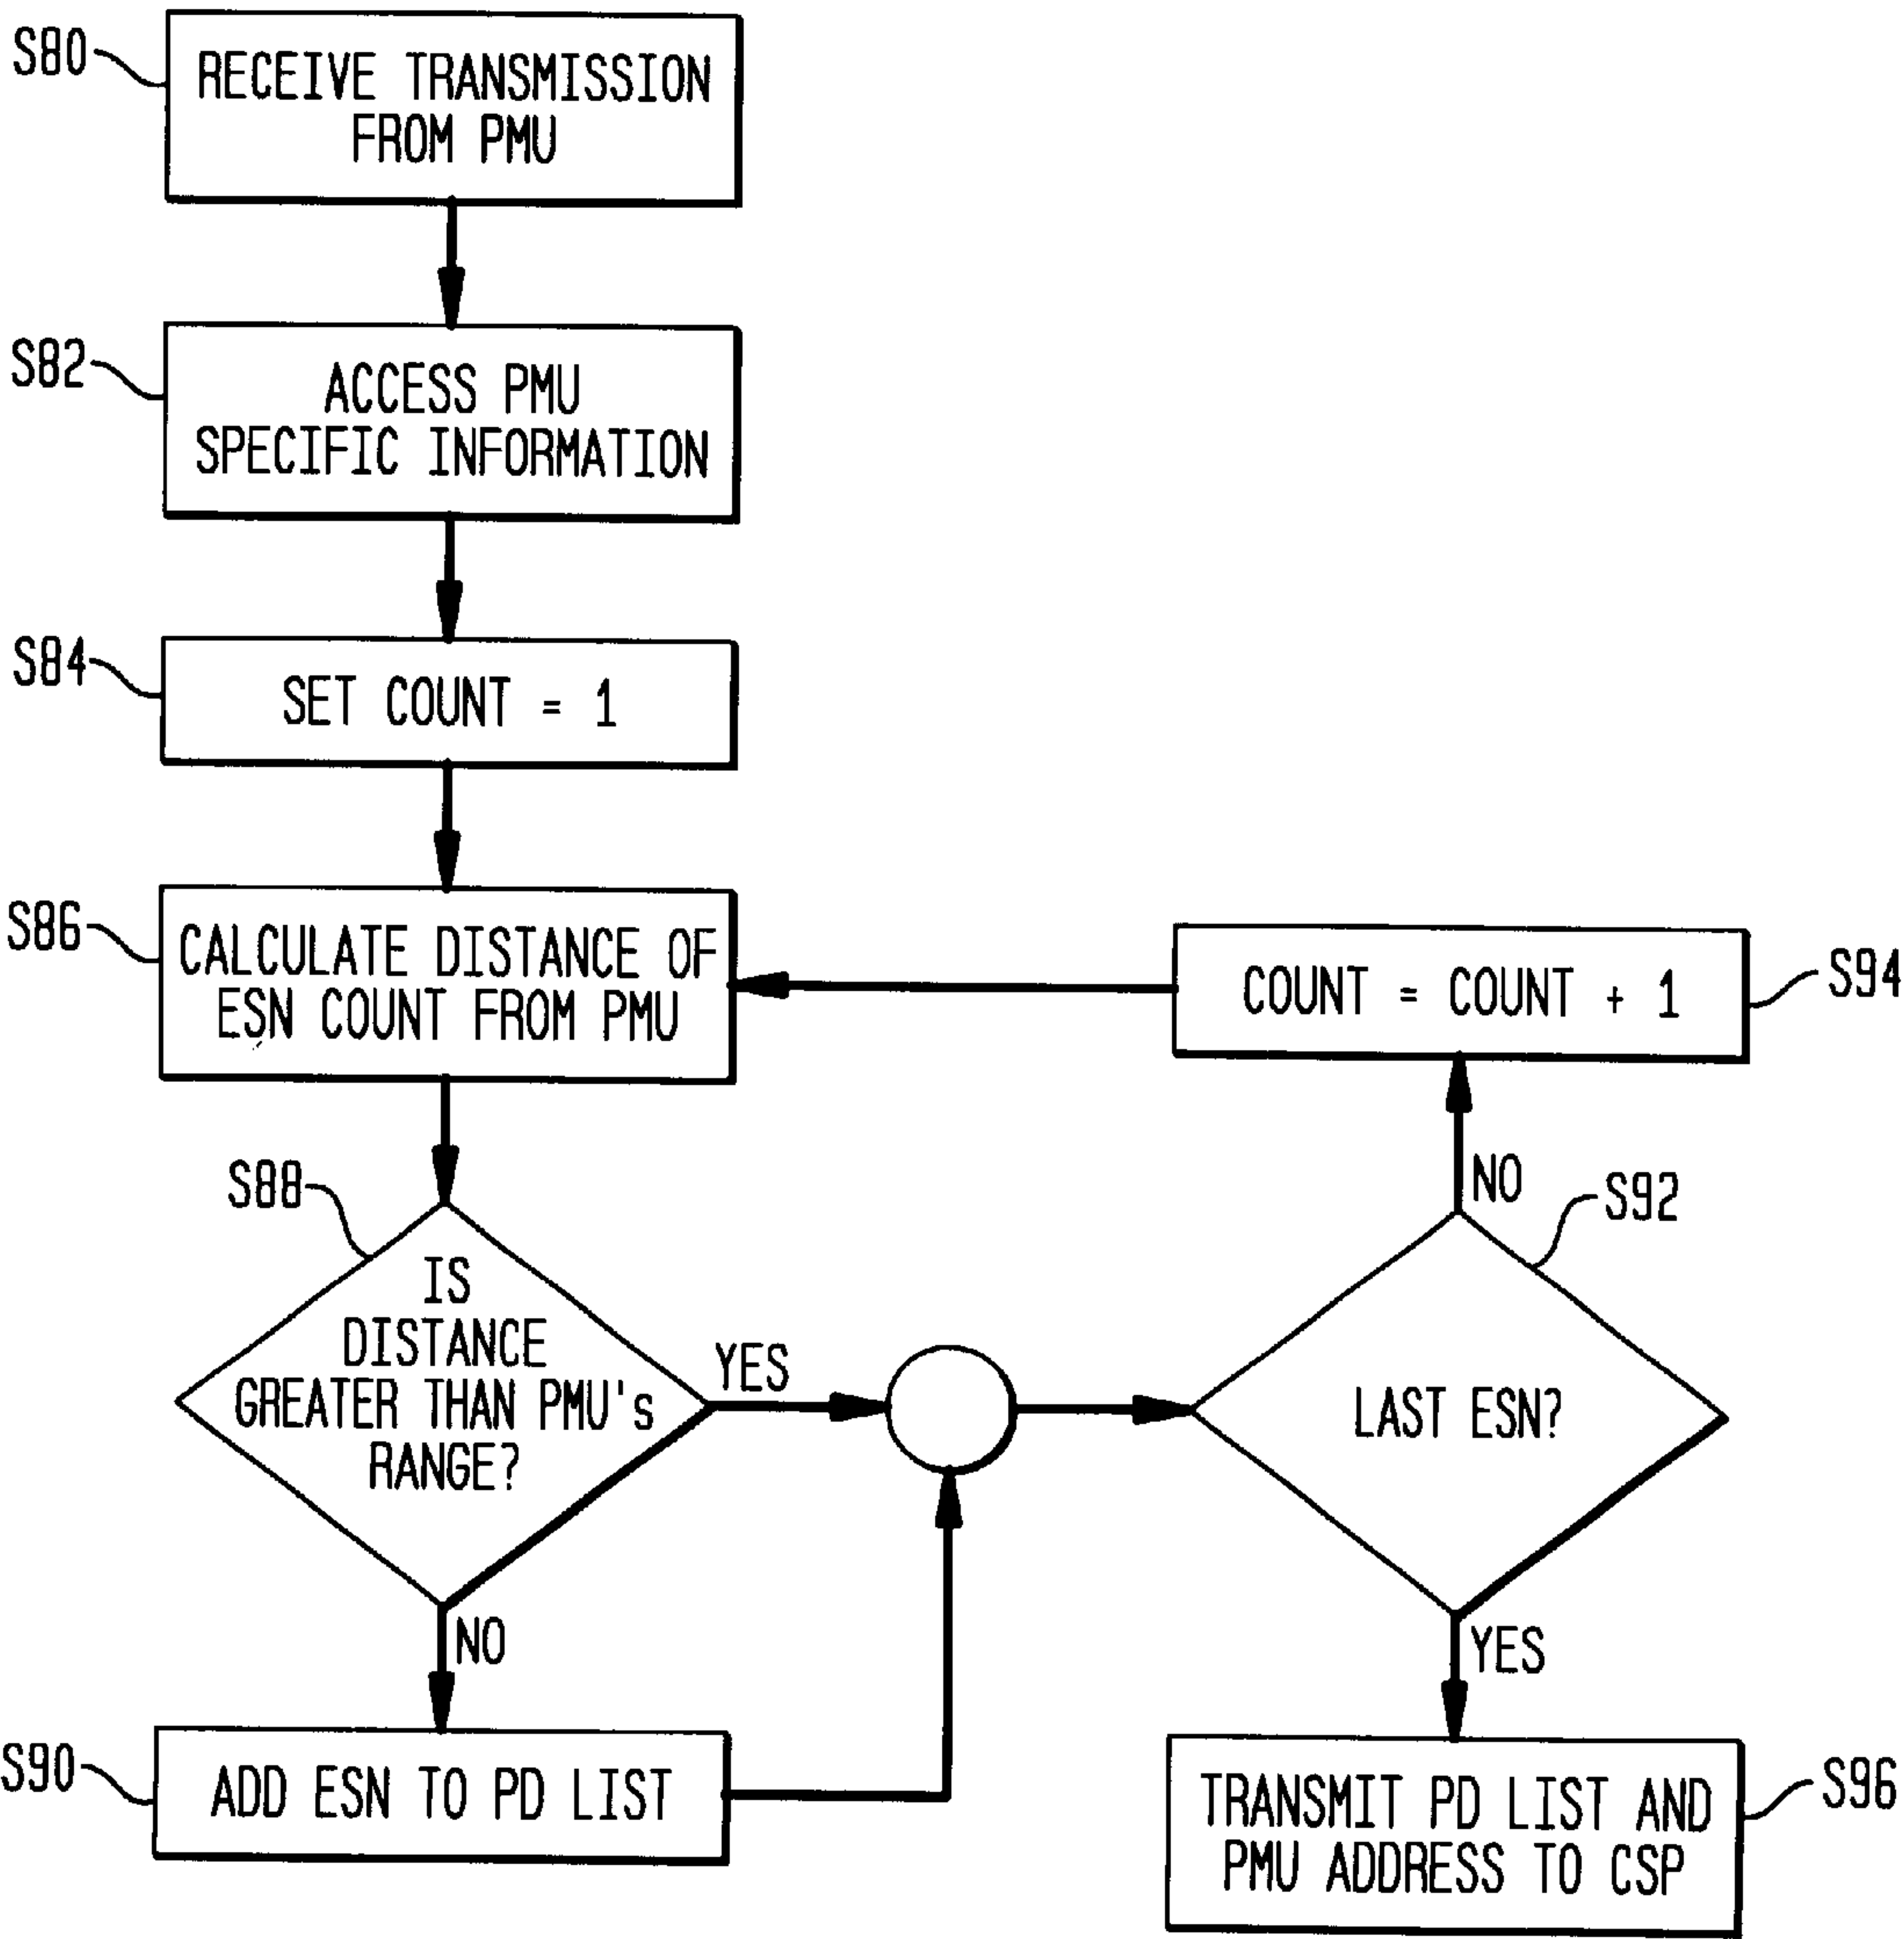 S80
RECEIVE TRANSMISSION
FROM PMU
S82
ACCESS PMU
SPECIFIC INFORMATION
S84
SET COUNT = 1
S86
CALCULATE DISTANCE OF
ESN COUNT FROM PMU
COUNT = COUNT + 1
S94
S88
IS
DISTANCE
GREATER THAN PMU's
RANGE?
YES
NO
S92
LAST ESN?
NO
YES
S90
ADD ESN TO PD LIST
TRANSMIT PD LIST AND
PMU ADDRESS TO CSP
S96